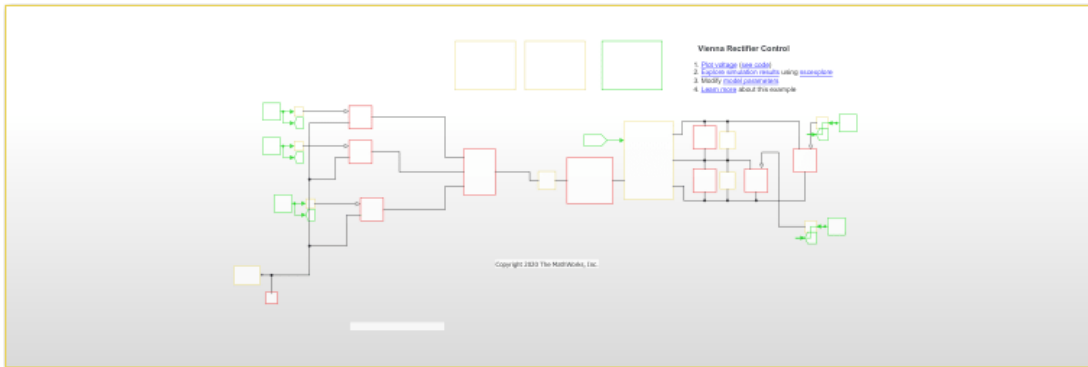 Vienna Rectifier Control
1. Plot voltage (see code)
2. Explore simulation results using sscexplore
3. Modify model parameters
4. Learn more about this example
Copyright 2020 The MathWorks, Inc.